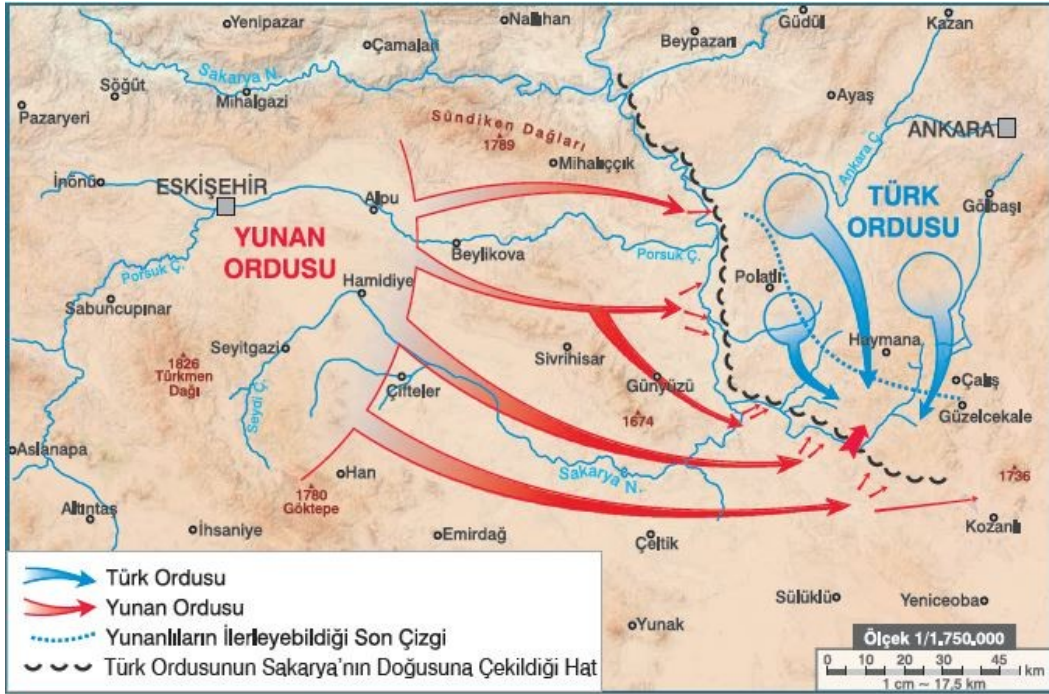 Nallıhan
Güdül
Kazan
Yenipazar
Çamalan
Beypazarı
Sakarya N.
Söğüt
Mihalgazi
Ayaş
Pazaryeri
Sündiken Dağları
1789
ANKARA
Mihalıççık
Ankara Ç.
İnönü
ESKİŞEHİR
Alpu
TÜRK
ORDUSU
Gölbaşı
YUNAN
ORDUSU
Beylikova
Porsuk Ç.
Porsuk Ç.
Polatlı
Hamidiye
Sabuncupınar
Seyitgazi
Sivrihisar
Haymana
1826
Türkmen
Dağı
Seydi Ç.
Çifteler
Günyüzü
Çalış
Güzelcekale
1674
Aslanapa
Han
Sakarya N.
1736
1780
Göktepe
Altıntaş
İhsaniye
Emirdağ
Çeltik
Kozanlı
Sülüklü
Yeniceoba
Yunak
Türk Ordusu
Yunan Ordusu
Yunanlıların İlerleyebildiği Son Çizgi
Türk Ordusunun Sakarya'nın Doğusuna Çekildiği Hat
Ölçek 1/1.750.000
0 10 20 30 45 km
1 cm ~ 17,5 km